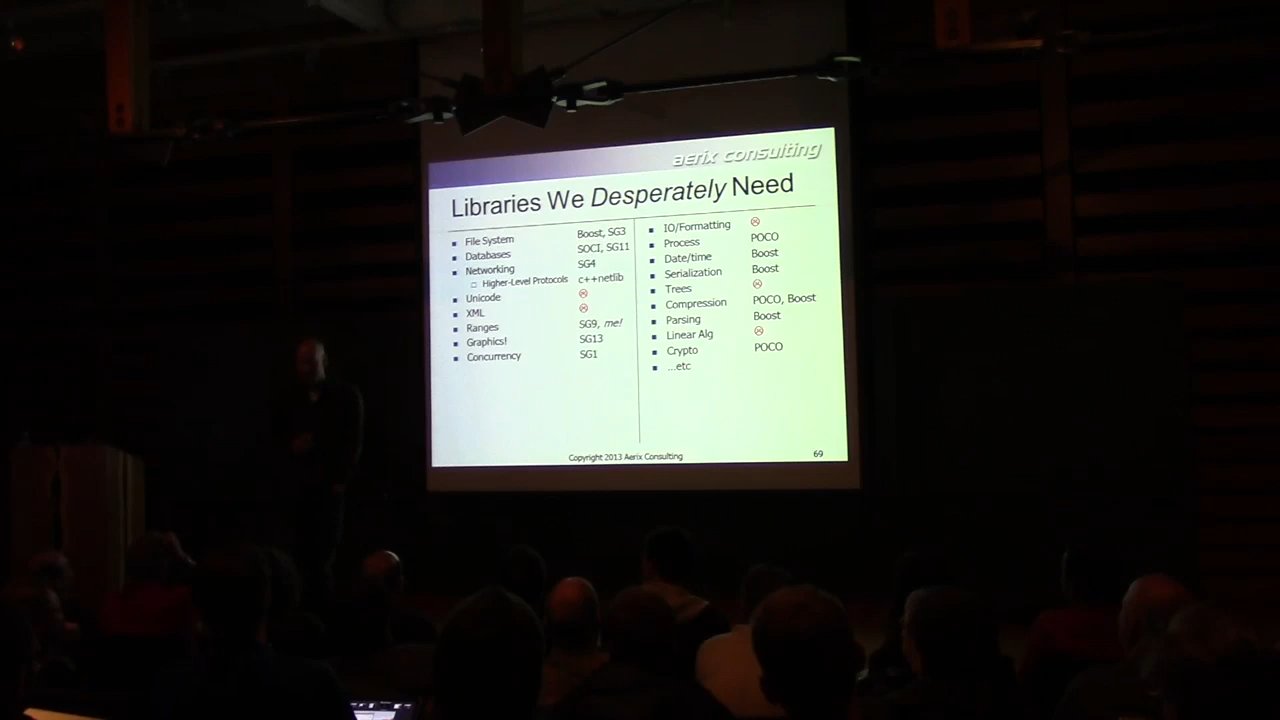 aerix consulting
Libraries We Desperately Need
File System Boost, SG3
Databases SOCI, SG11
Networking SG4
Higher-Level Protocols c++netlib
Unicode
XML
Ranges SG9, me!
Graphics! SG13
Concurrency SG1
IO/Formatting
Process POCO
Date/time Boost
Serialization Boost
Trees
Compression POCO, Boost
Parsing Boost
Linear Alg
Crypto POCO
...etc
Copyright 2013 Aerix Consulting
69